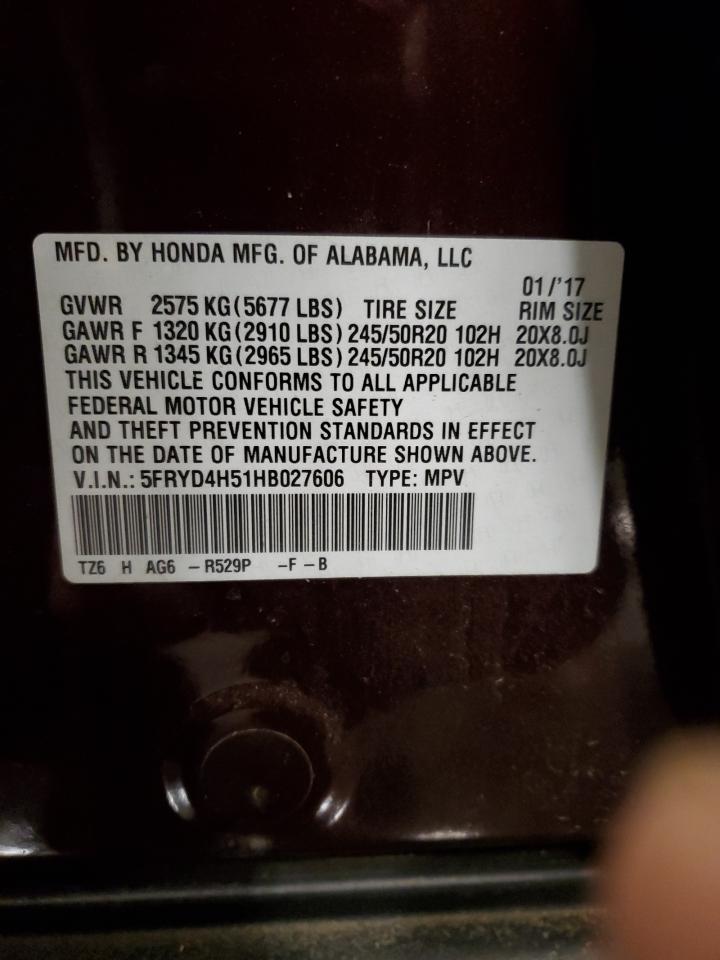 MFD. BY HONDA MFG. OF ALABAMA, LLC
01/'17
GVWR 2575 KG(5677 LBS) TIRE SIZE RIM SIZE
GAWR F 1320 KG(2910 LBS) 245/50R20 102H 20X8.0J
GAWR R 1345 KG(2965 LBS) 245/50R20 102H 20X8.0J
THIS VEHICLE CONFORMS TO ALL APPLICABLE
FEDERAL MOTOR VEHICLE SAFETY
AND THEFT PREVENTION STANDARDS IN EFFECT
ON THE DATE OF MANUFACTURE SHOWN ABOVE.
V.I.N.: 5FRYD4H51HB027606 TYPE: MPV
TZ6 H AG6 – R529P –F – B